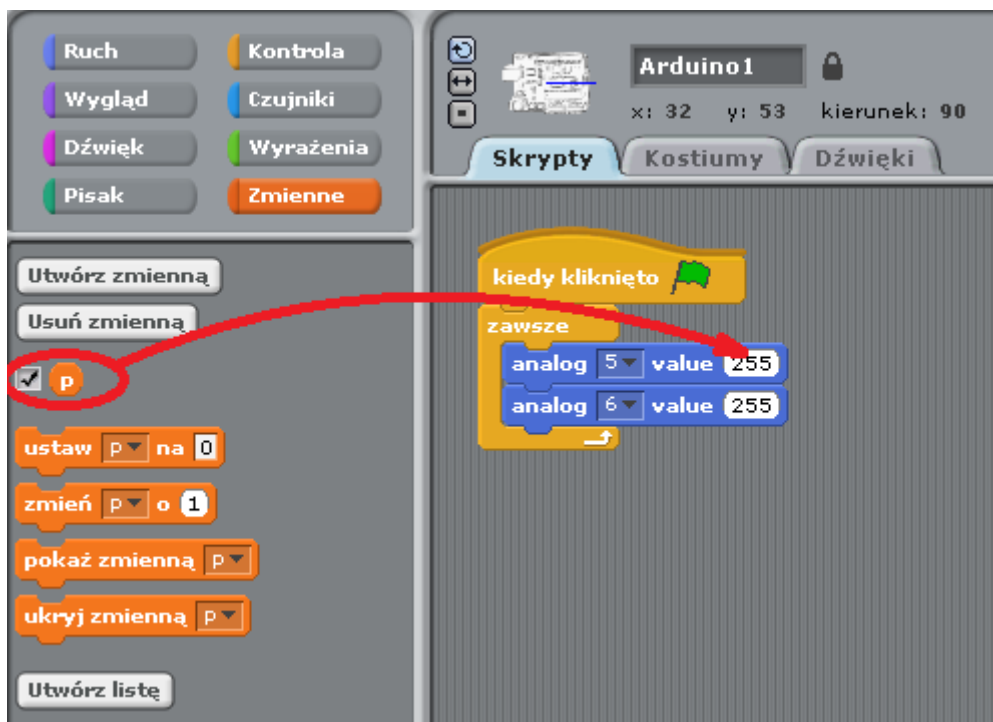 Ruch Kontrola
Wygląd Czujniki
Dźwięk Wyrażenia
Pisak Zmienne
Utwórz zmienną
Usuń zmienną
p
ustaw p na 0
zmień p o 1
pokaż zmienną p
ukryj zmienną p
Utwórz listę
Arduino1
x: 32 y: 53 kierunek: 90
Skrypty Kostiumy Dźwięki
kiedy kliknięto
zawsze
analog 5 value 255
analog 6 value 255